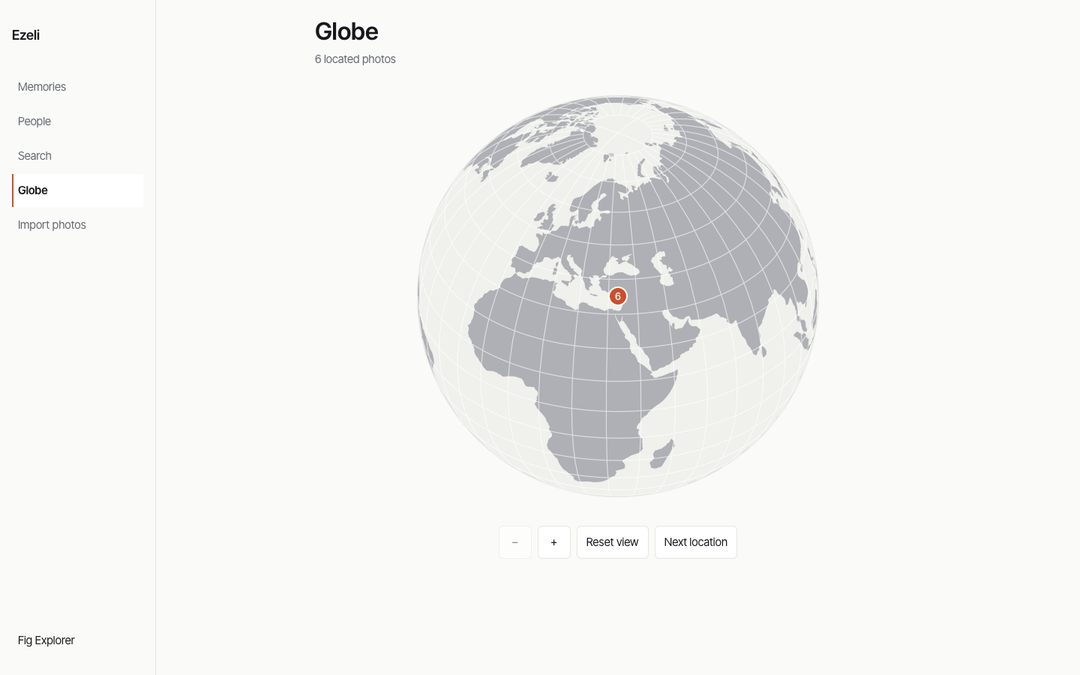 Ezeli
Memories
People
Search
Globe
Import photos
Fig Explorer
Globe
6 located photos
6
−
+
Reset view
Next location